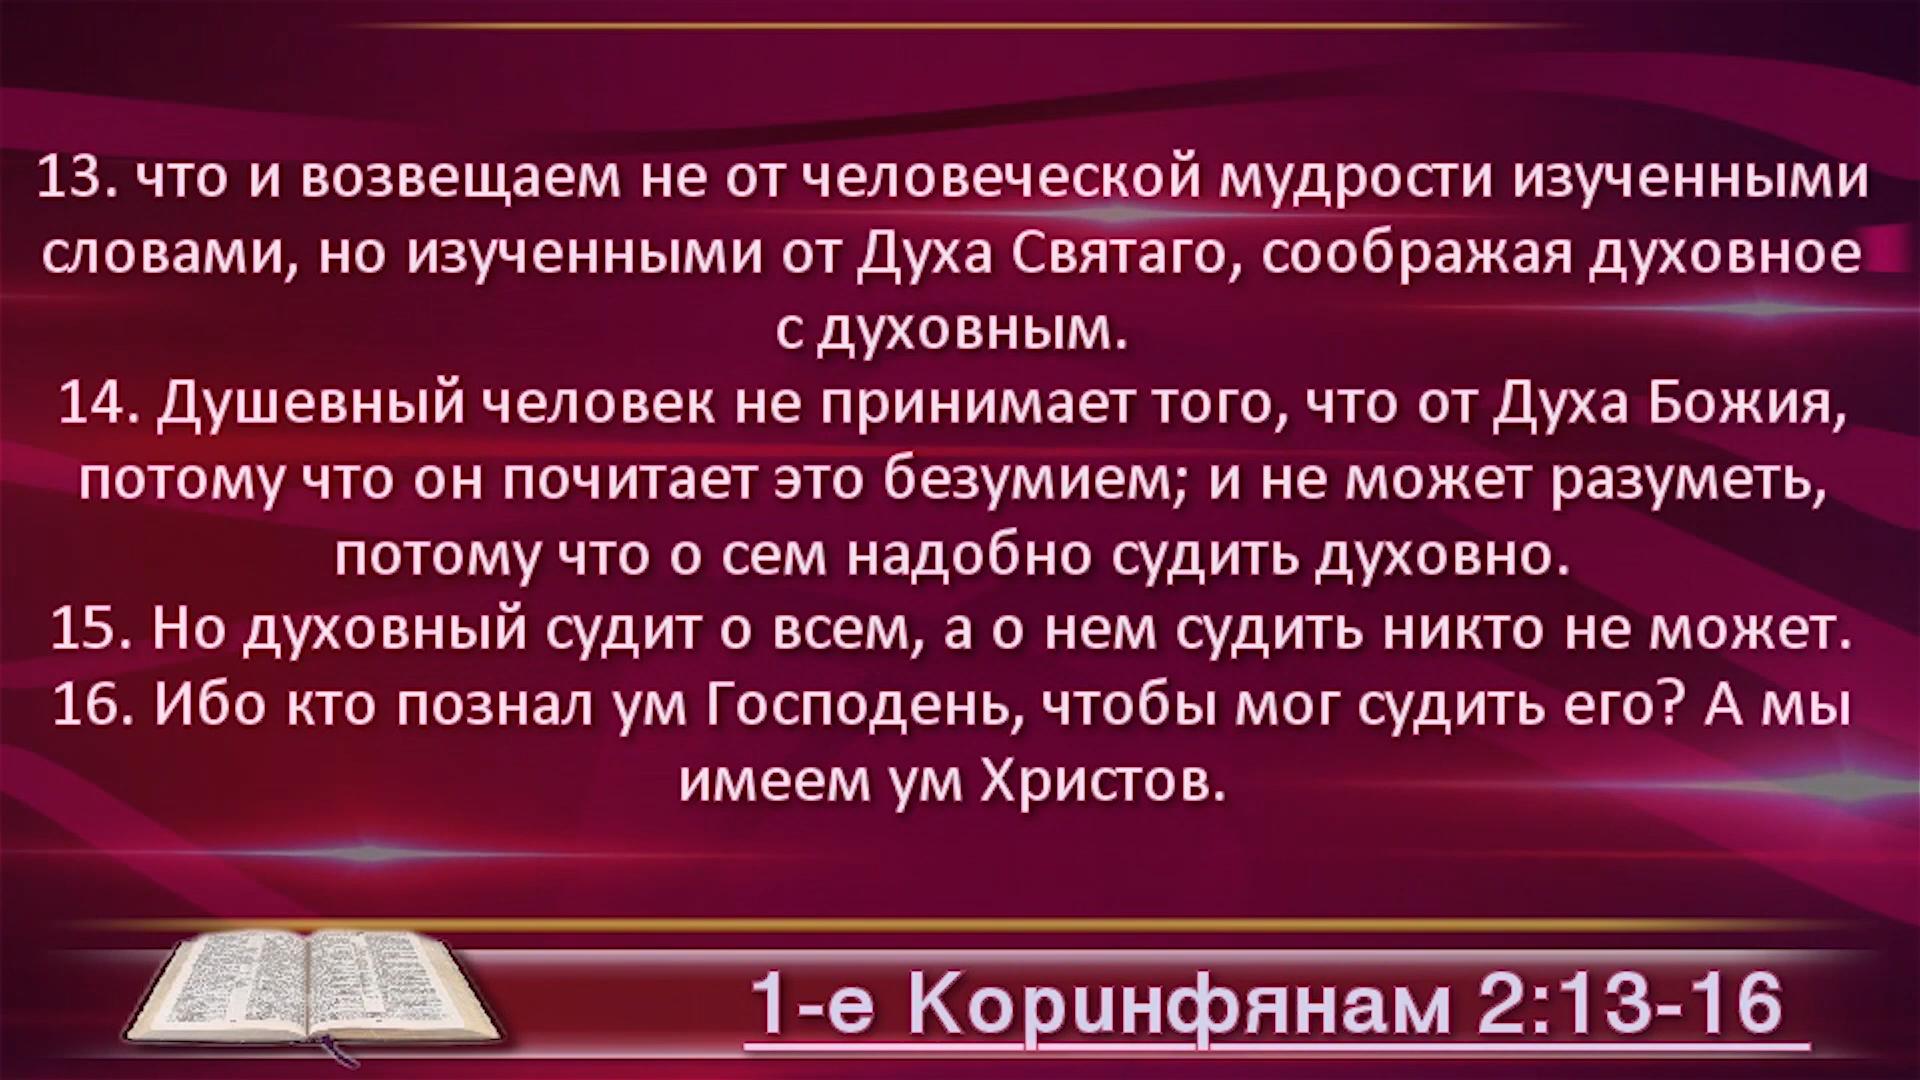 13. что и возвещаем не от человеческой мудрости изученными
словами, но изученными от Духа Святаго, соображая духовное
с духовным.
14. Душевный человек не принимает того, что от Духа Божия,
потому что он почитает это безумием; и не может разуметь,
потому что о сем надобно судить духовно.
15. Но духовный судит о всем, а о нем судить никто не может.
16. Ибо кто познал ум Господень, чтобы мог судить его? А мы
имеем ум Христов.
1-е Коринфянам 2:13-16